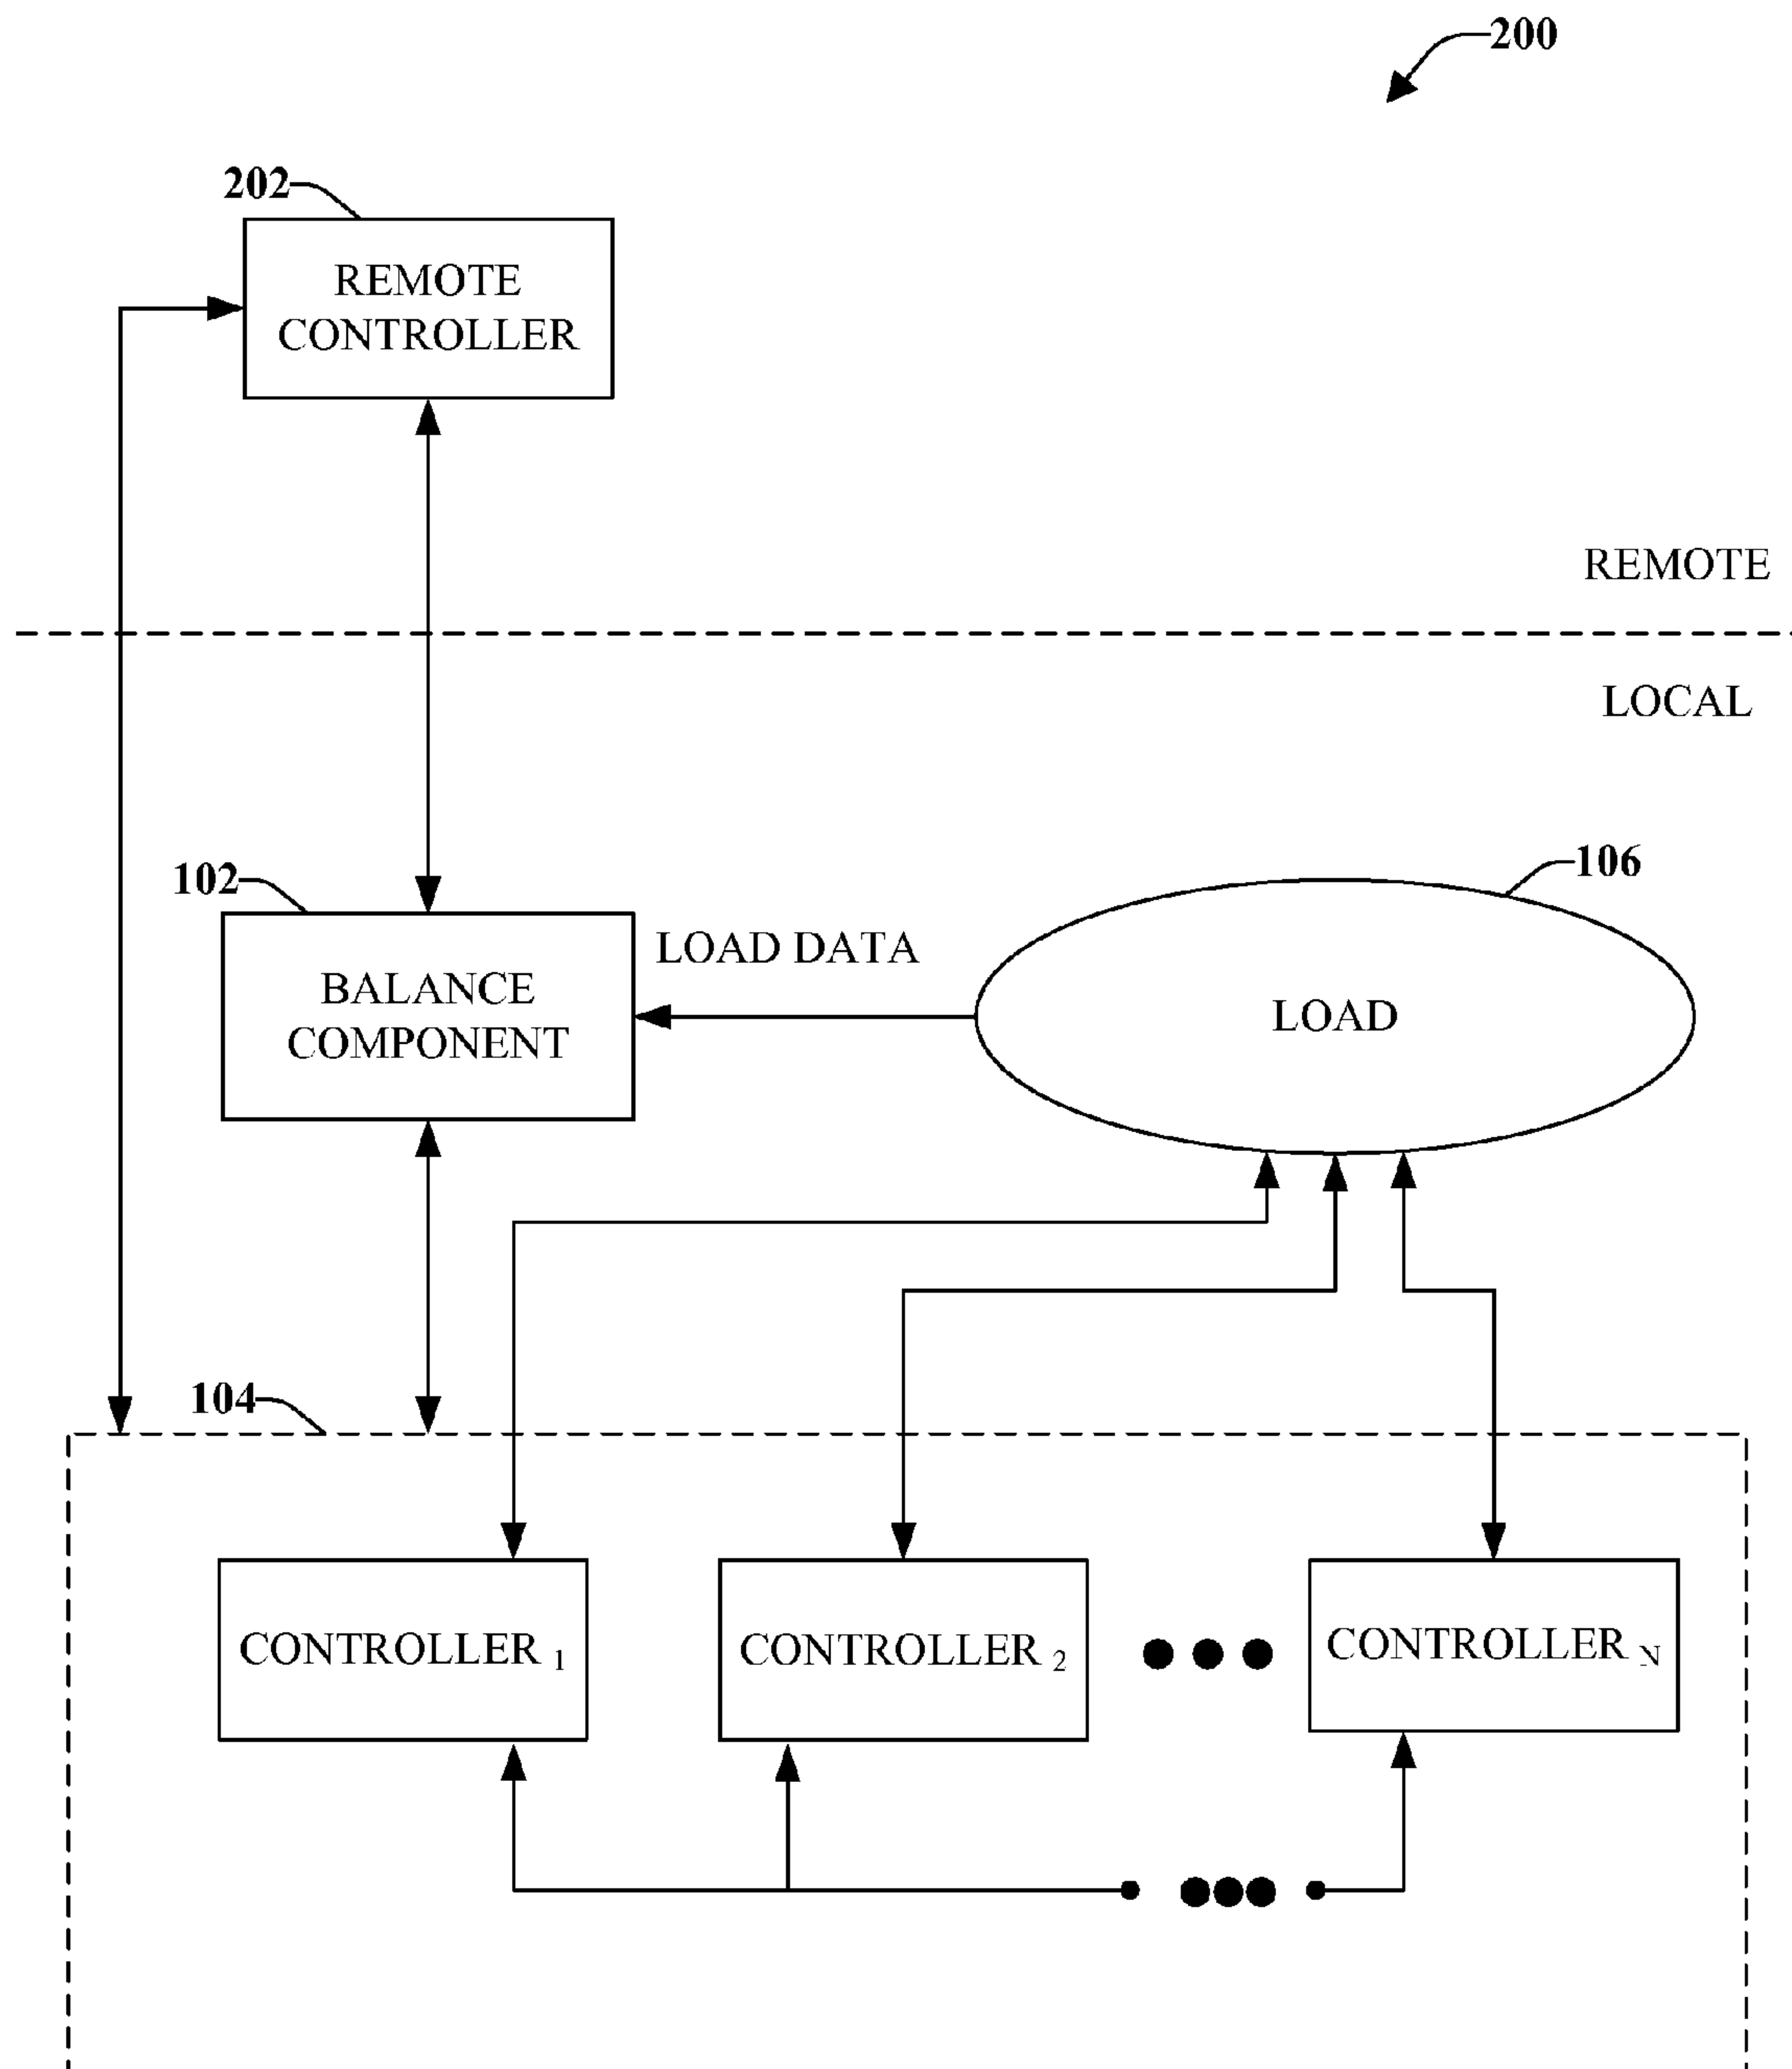 200
202
REMOTE
CONTROLLER
REMOTE
LOCAL
102
106
LOAD DATA
BALANCE
COMPONENT
LOAD
104
CONTROLLER 1
CONTROLLER 2
CONTROLLER N